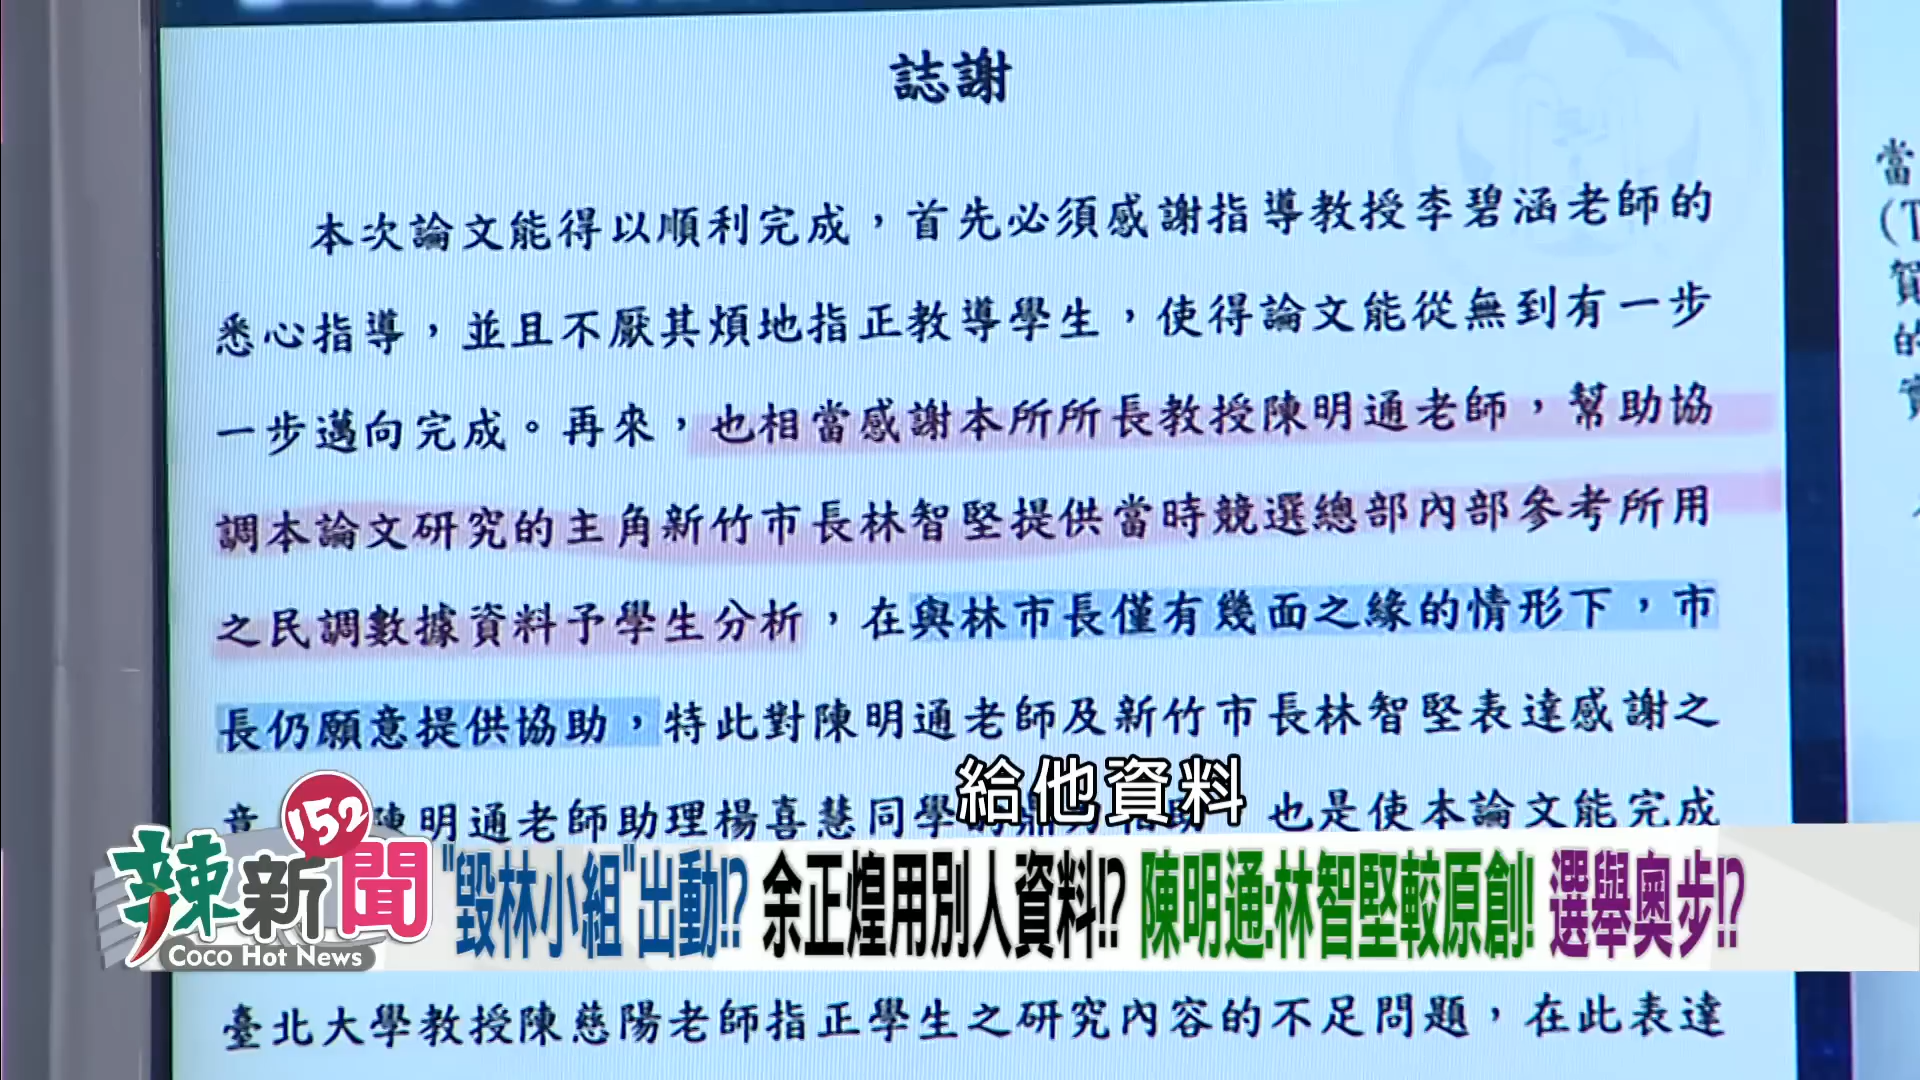 誌謝
本次論文能得以順利完成，首先必須感謝指導教授李碧涵老師的
悉心指導，並且不厭其煩地指正教導學生，使得論文能從無到有一步
一步邁向完成。再來，也相當感謝本所所長教授陳明通老師，幫助協
調本論文研究的主角新竹市長林智堅提供當時競選總部內部參考所用
之民調數據資料予學生分析，在與林市長僅有幾面之緣的情形下，市
長仍願意提供協助，特此對陳明通老師及新竹市長林智堅表達感謝之
意 陳明通老師助理楊喜慧同學 也是使本論文能完成
給他資料
152
辣新聞
Coco Hot News
"毀林小組"出動!? 余正煌用別人資料!? 陳明通:林智堅較原創! 選舉奧步!?
臺北大學教授陳慈陽老師指正學生之研究內容的不足問題，在此表達
當
(T
賀
的